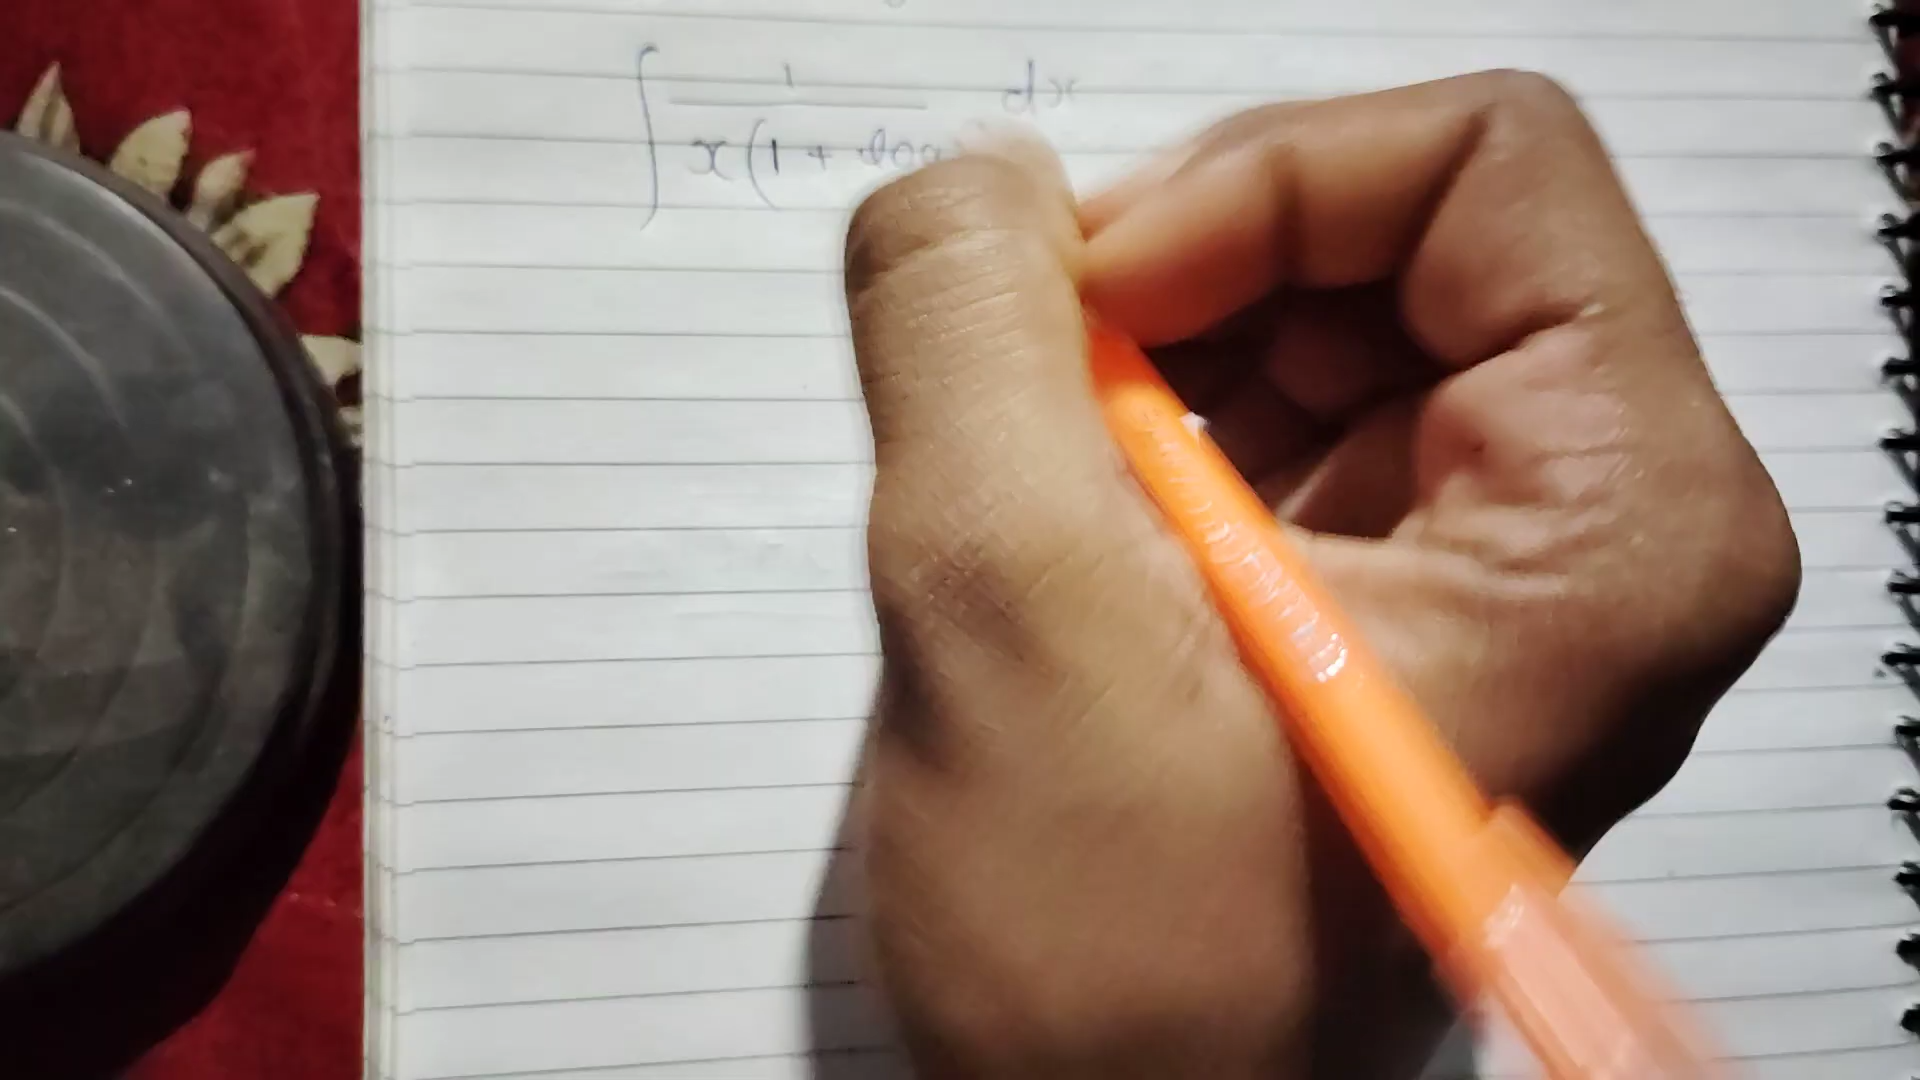 ∫ 1 / x(1 + log dx